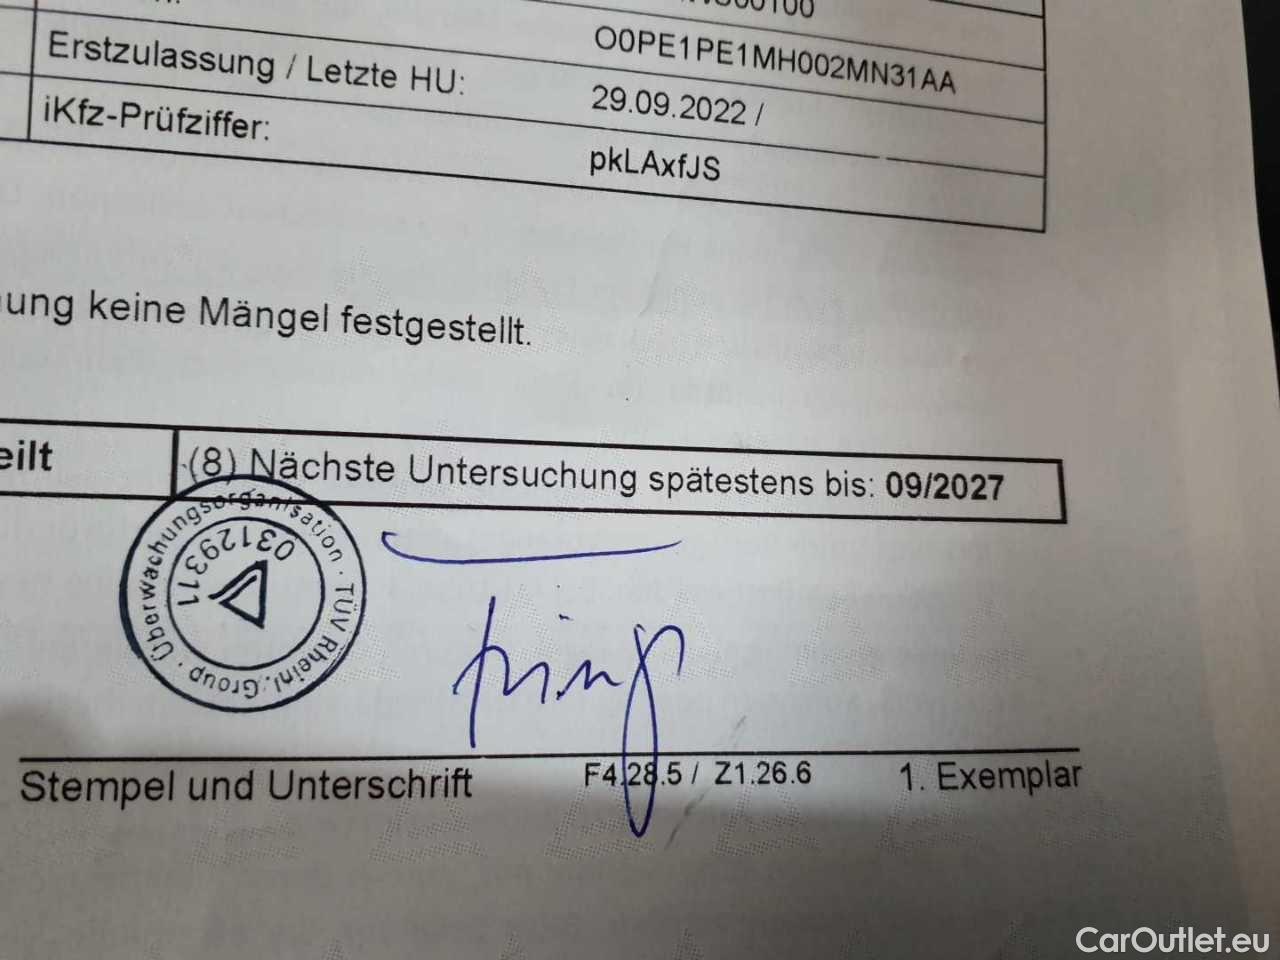 O0PE1PE1MH002MN31AA
Erstzulassung / Letzte HU: 29.09.2022 /
iKfz-Prüfziffer: pkLAxfJS
ung keine Mängel festgestellt.
eilt (8) Nächste Untersuchung spätestens bis: 09/2027
Überwachungsorganisation · TÜV Rheinl. Group ·
03129311
Stempel und Unterschrift F4.28.5 / Z1.26.6 1. Exemplar
CarOutlet.eu